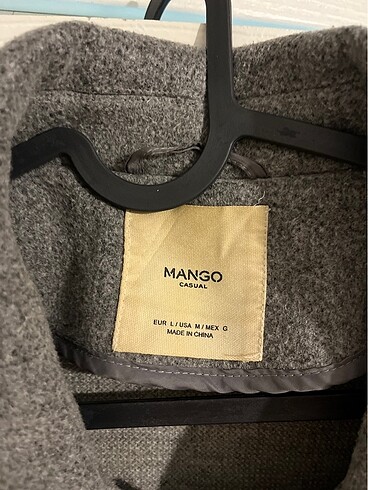 MANGO
CASUAL
EUR L / USA M / MEX G
MADE IN CHINA